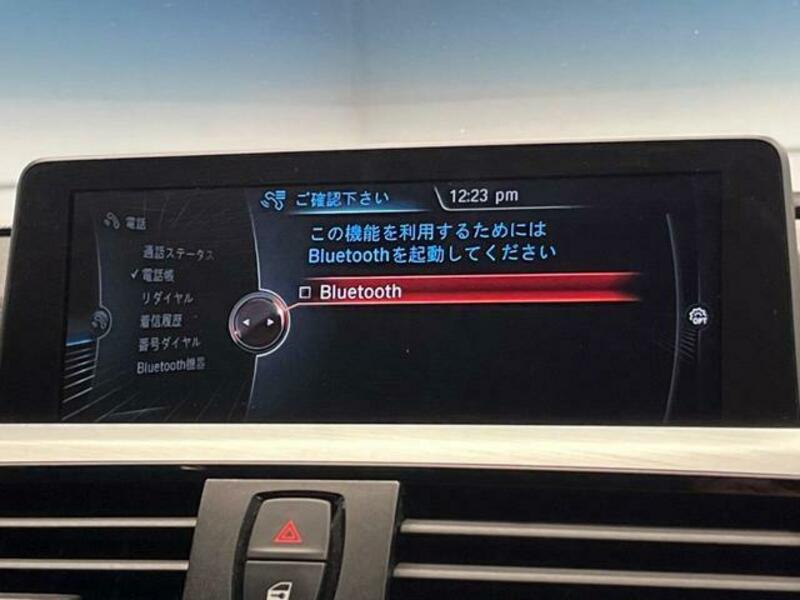 電話
通話ステータス
✓電話帳
リダイヤル
着信履歴
番号ダイヤル
Bluetooth機器
ご確認下さい
12:23 pm
この機能を利用するためには
Bluetoothを起動してください
Bluetooth
OPT